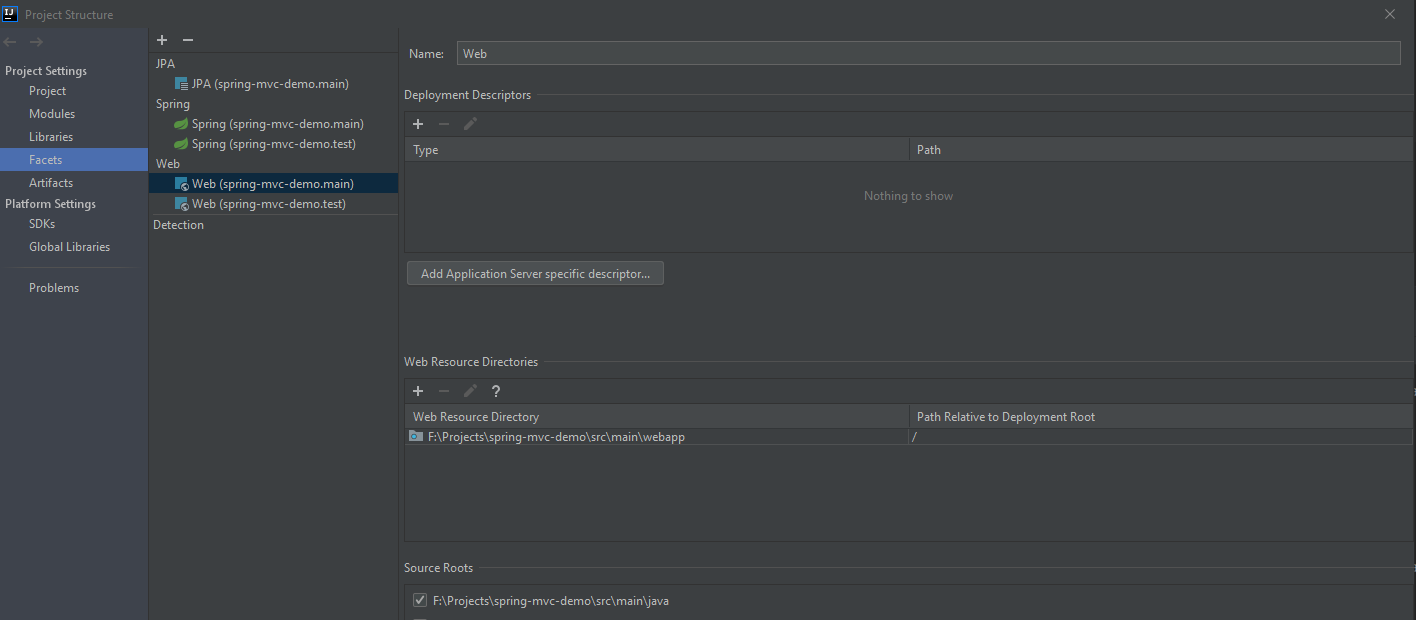 IJ
Project Structure
Project Settings
Project
Modules
Libraries
Facets
Artifacts
Platform Settings
SDKs
Global Libraries
Problems
JPA
JPA (spring-mvc-demo.main)
Spring
Spring (spring-mvc-demo.main)
Spring (spring-mvc-demo.test)
Web
Web (spring-mvc-demo.main)
Web (spring-mvc-demo.test)
Detection
Name: Web
Deployment Descriptors
Type Path
Nothing to show
Add Application Server specific descriptor...
Web Resource Directories
?
Web Resource Directory Path Relative to Deployment Root
F:\Projects\spring-mvc-demo\src\main\webapp /
Source Roots
F:\Projects\spring-mvc-demo\src\main\java